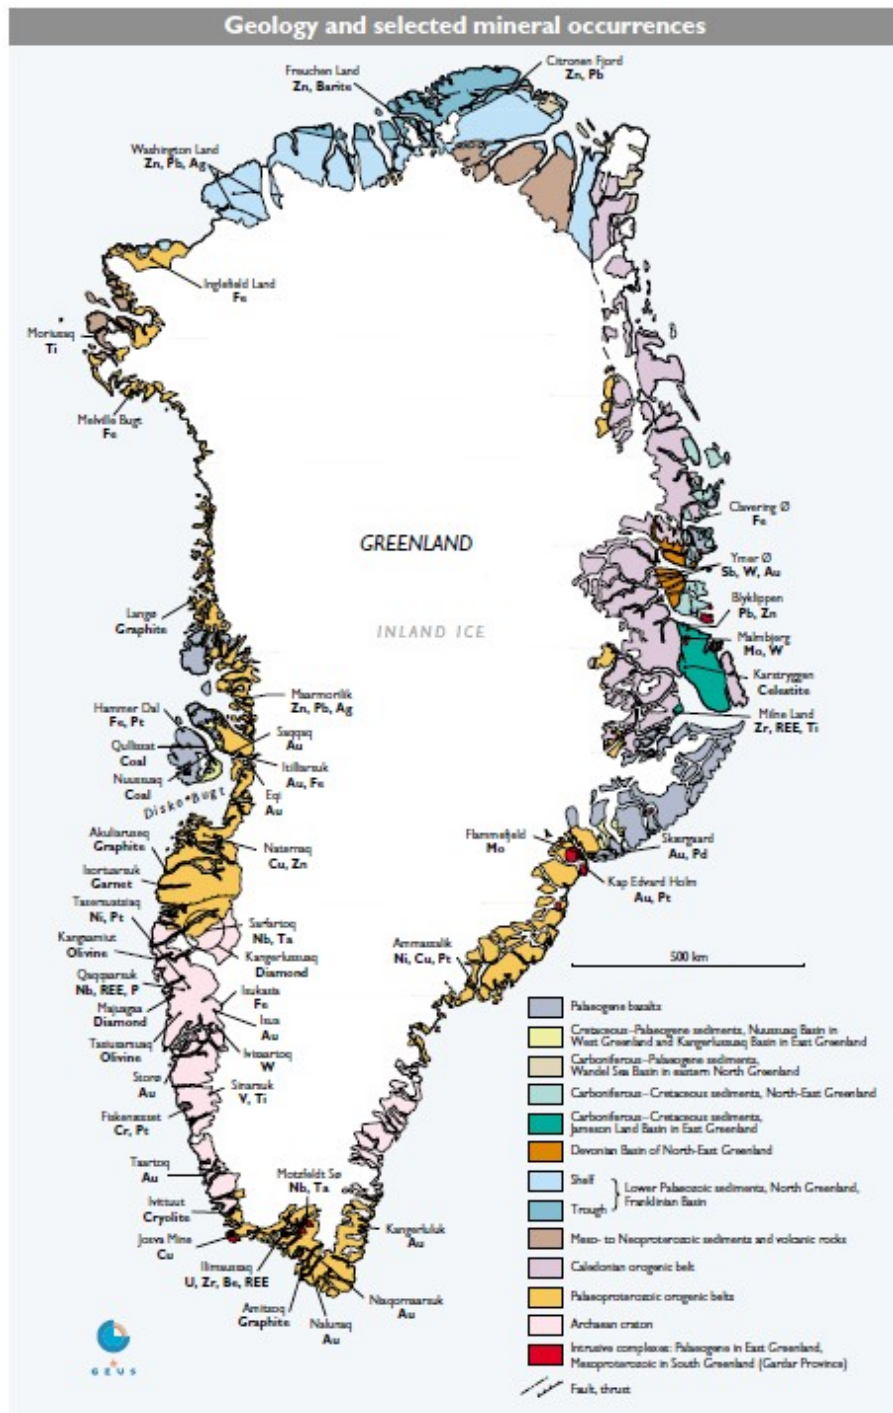 Geology and selected mineral occurrences
Citronen Fjord
Zn, Pb
Freuchen Land
Zn, Barite
Washington Land
Zn, Pb, Ag
Inglefield Land
Fe
Moriusaq
Ti
Melville Bugt
Fe
Clavering Ø
Fe
GREENLAND
Ymer Ø
Sb, W, Au
Blyklippen
Pb, Zn
Langø
Graphite
INLAND ICE
Malmbjerg
Mo, W
Karstryggen
Celestite
Maarmorilik
Zn, Pb, Ag
Milne Land
Zr, REE, Ti
Hammer Dal
Fe, Pt
Saqqaq
Au
Qullissat
Coal
Itilliarsuk
Au, Fe
Nuussuaq
Coal
Disko Bugt
Eqi
Au
Akuliaruseq
Graphite
Naternaq
Cu, Zn
Flammefjeld
Mo
Skærgaard
Au, Pd
Isortuarsuk
Garnet
Kap Edvard Holm
Au, Pt
Tasersuatsiaq
Ni, Pt
Sarfartoq
Nb, Ta
Kangaamiut
Olivine
Kangerlussuaq
Diamond
Ammassalik
Ni, Cu, Pt
500 km
Qaqqaarsuk
Nb, REE, P
Isukasia
Fe
Majuagaa
Diamond
Isua
Au
Tasiusarsuaq
Olivine
Ivisaartoq
W
Storø
Au
Sinarsuk
V, Ti
Fiskenæsset
Cr, Pt
Taartoq
Au
Motzfeldt Sø
Nb, Ta
Ivittuut
Cryolite
Josva Mine
Cu
Kangerluluk
Au
Ilimaussaq
U, Zr, Be, REE
Amitsoq
Graphite
Nalunaq
Au
Niaqornaarsuk
Au
Palaeogene basalts
Cretaceous–Palaeogene sediments, Nuussuaq Basin in
West Greenland and Kangerlussuaq Basin in East Greenland
Carboniferous–Palaeogene sediments,
Wandel Sea Basin in eastern North Greenland
Carboniferous–Cretaceous sediments, North-East Greenland
Carboniferous–Cretaceous sediments,
Jameson Land Basin in East Greenland
Devonian Basin of North-East Greenland
Shelf
Trough
Lower Palaeozoic sediments, North Greenland,
Franklinian Basin
Meso- to Neoproterozoic sediments and volcanic rocks
Caledonian orogenic belt
Palaeoproterozoic orogenic belts
Archaean craton
Intrusive complexes: Palaeogene in East Greenland,
Mesoproterozoic in South Greenland (Gardar Province)
Fault, thrust
GEUS